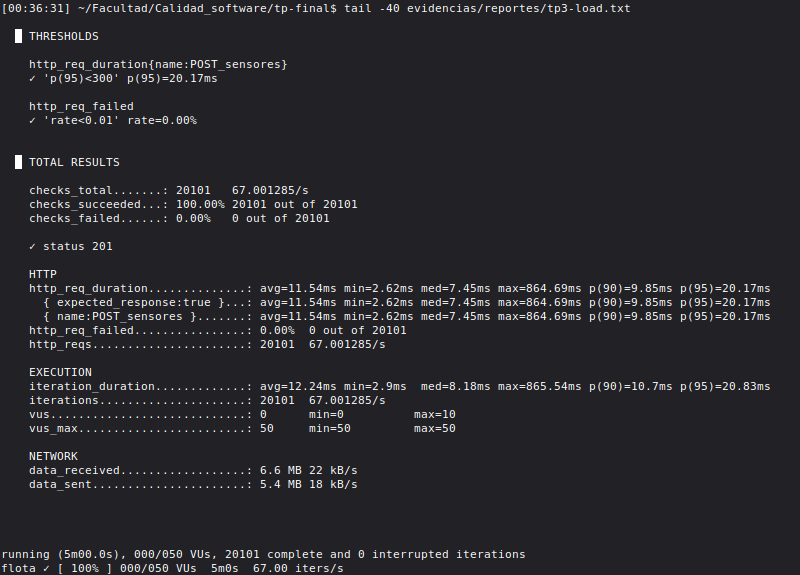 [00:36:31] ~/Facultad/Calidad_software/tp-final$ tail -40 evidencias/reportes/tp3-load.txt
█ THRESHOLDS
http_req_duration{name:POST_sensores}
✓ 'p(95)<300' p(95)=20.17ms
http_req_failed
✓ 'rate<0.01' rate=0.00%
█ TOTAL RESULTS
checks_total.......: 20101   67.001285/s
checks_succeeded...: 100.00% 20101 out of 20101
checks_failed......: 0.00%   0 out of 20101
✓ status 201
HTTP
http_req_duration..............: avg=11.54ms min=2.62ms med=7.45ms max=864.69ms p(90)=9.85ms p(95)=20.17ms
{ expected_response:true }...: avg=11.54ms min=2.62ms med=7.45ms max=864.69ms p(90)=9.85ms p(95)=20.17ms
{ name:POST_sensores }.......: avg=11.54ms min=2.62ms med=7.45ms max=864.69ms p(90)=9.85ms p(95)=20.17ms
http_req_failed................: 0.00%  0 out of 20101
http_reqs......................: 20101  67.001285/s
EXECUTION
iteration_duration.............: avg=12.24ms min=2.9ms  med=8.18ms max=865.54ms p(90)=10.7ms p(95)=20.83ms
iterations.....................: 20101  67.001285/s
vus............................: 0      min=0          max=10
vus_max........................: 50     min=50         max=50
NETWORK
data_received..................: 6.6 MB 22 kB/s
data_sent......................: 5.4 MB 18 kB/s
running (5m00.0s), 000/050 VUs, 20101 complete and 0 interrupted iterations
flota ✓ [ 100% ] 000/050 VUs  5m0s  67.00 iters/s